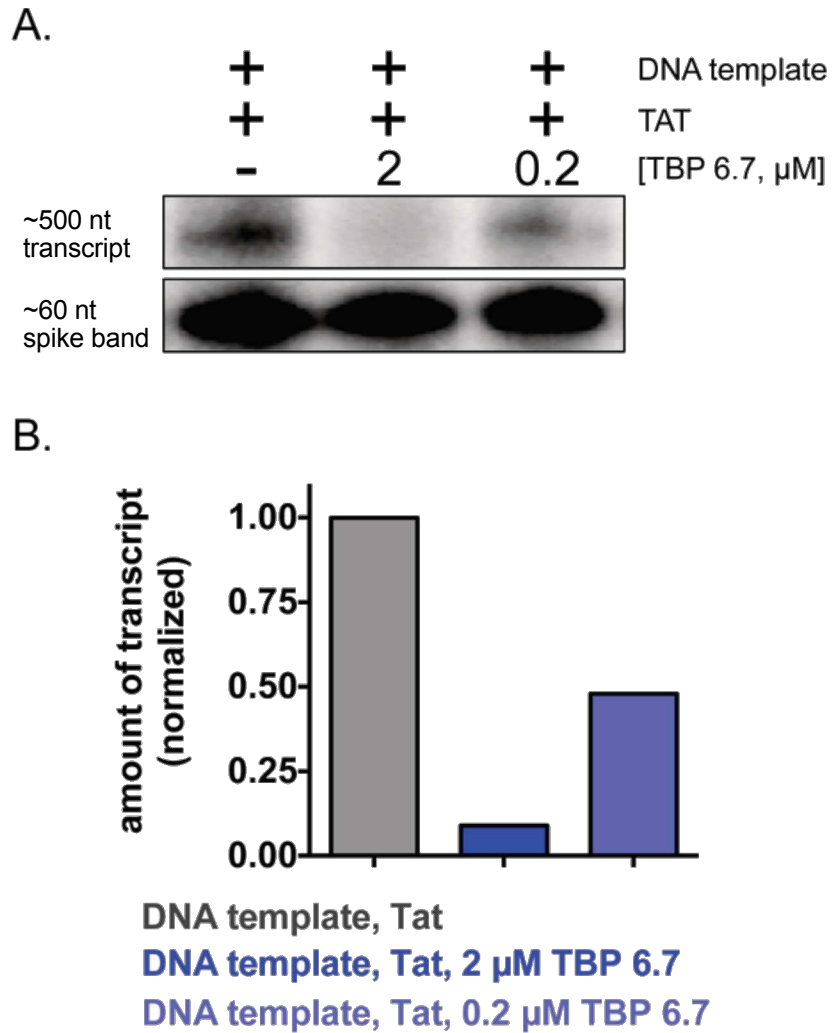 A.
+ + + DNA template
+ + + TAT
- 2 0.2 [TBP 6.7, µM]
~500 nt
transcript
~60 nt
spike band
B.
amount of transcript
(normalized)
1.00
0.75
0.50
0.25
0.00
DNA template, Tat
DNA template, Tat, 2 µM TBP 6.7
DNA template, Tat, 0.2 µM TBP 6.7